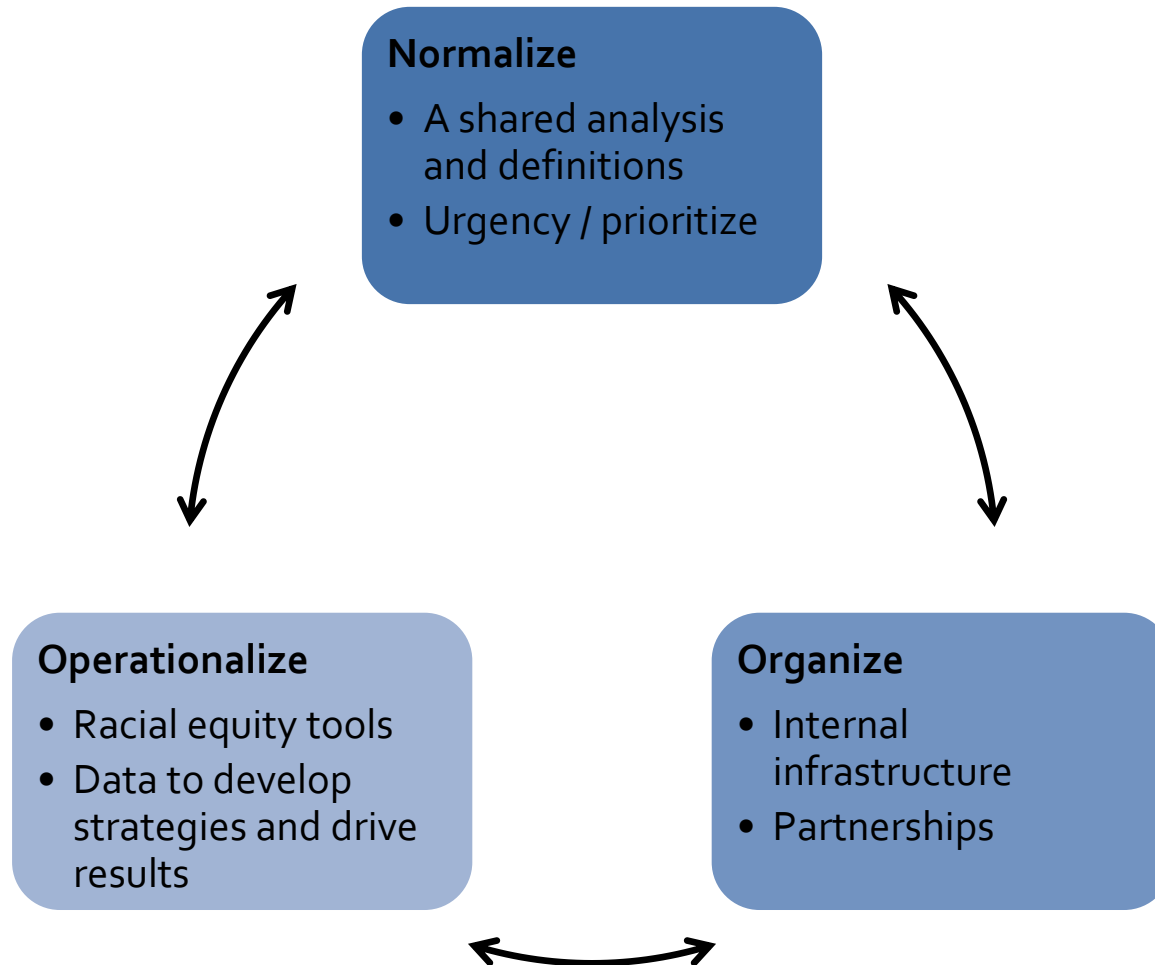 Normalize
• A shared analysis
and definitions
• Urgency / prioritize
Operationalize
• Racial equity tools
• Data to develop
strategies and drive
results
Organize
• Internal
infrastructure
• Partnerships